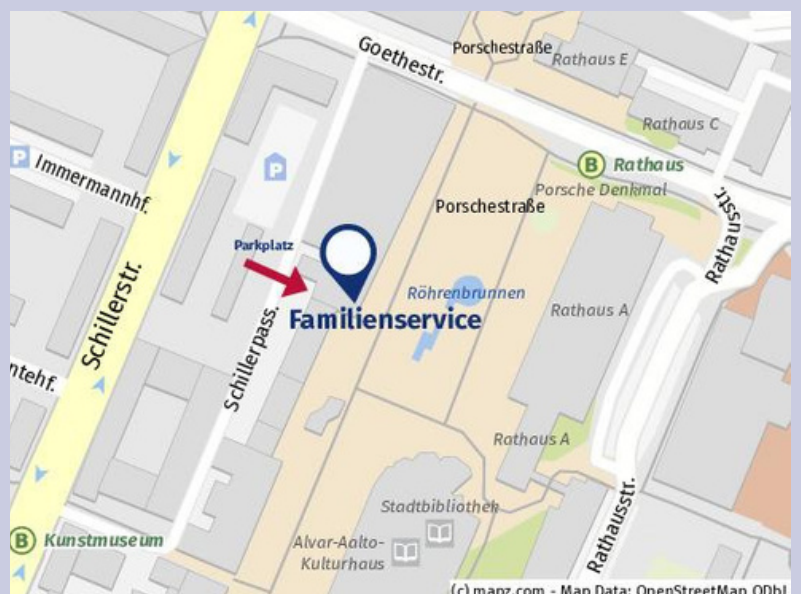 Goethestr.
Porschestraße
Rathaus E
Rathaus C
P
Immermannhf.
P
B Rathaus
Porsche Denkmal
Porschestraße
Rathausstr.
Parkplatz
Schillerstr.
Röhrenbrunnen
Familienservice
Rathaus A
Schillerpass.
ntehf.
Rathaus A
Stadtbibliothek
Rathausstr.
B Kunstmuseum
Alvar-Aalto-
Kulturhaus
(c) mapz.com - Map Data: OpenStreetMap ODbL